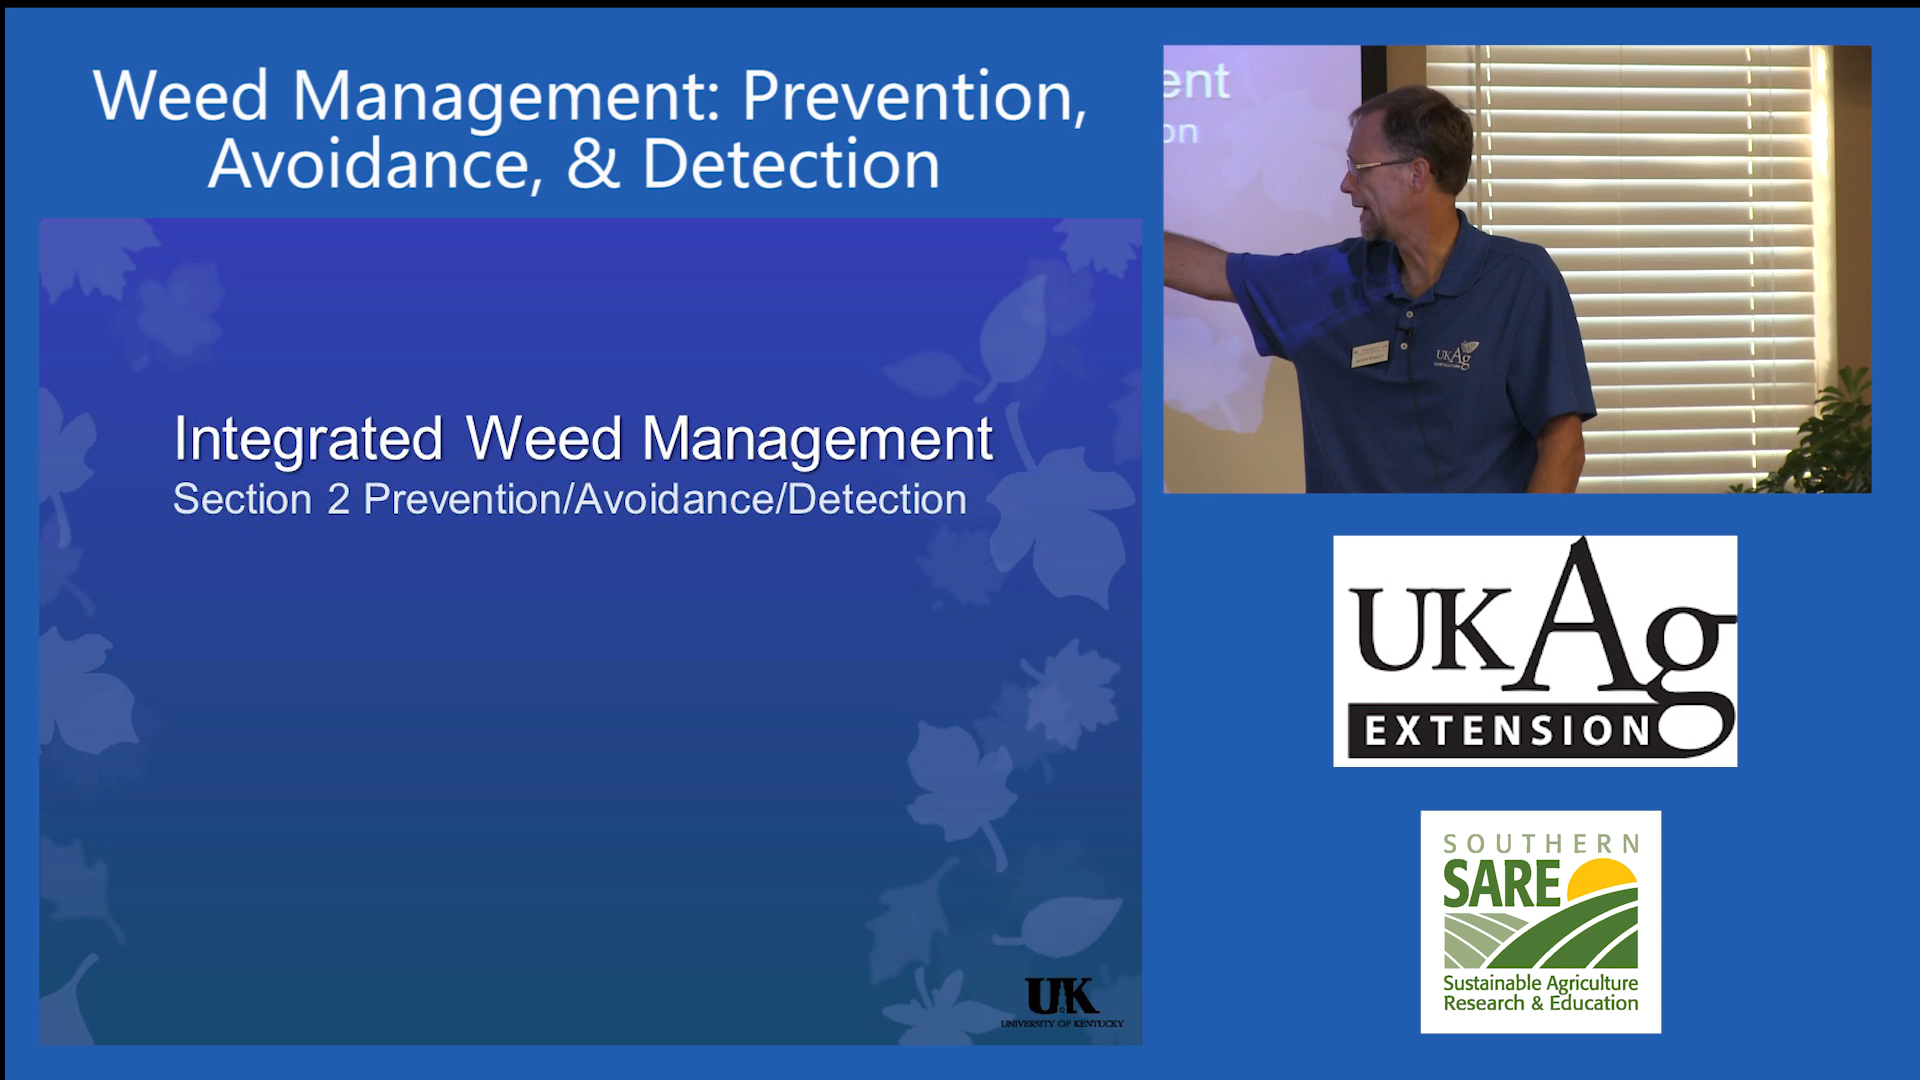 Weed Management: Prevention,
Avoidance, & Detection
Integrated Weed Management
Section 2 Prevention/Avoidance/Detection
UK
UNIVERSITY OF KENTUCKY
ent
on
UKAg
UKAg
EXTENSION
SOUTHERN
SARE
Sustainable Agriculture
Research & Education